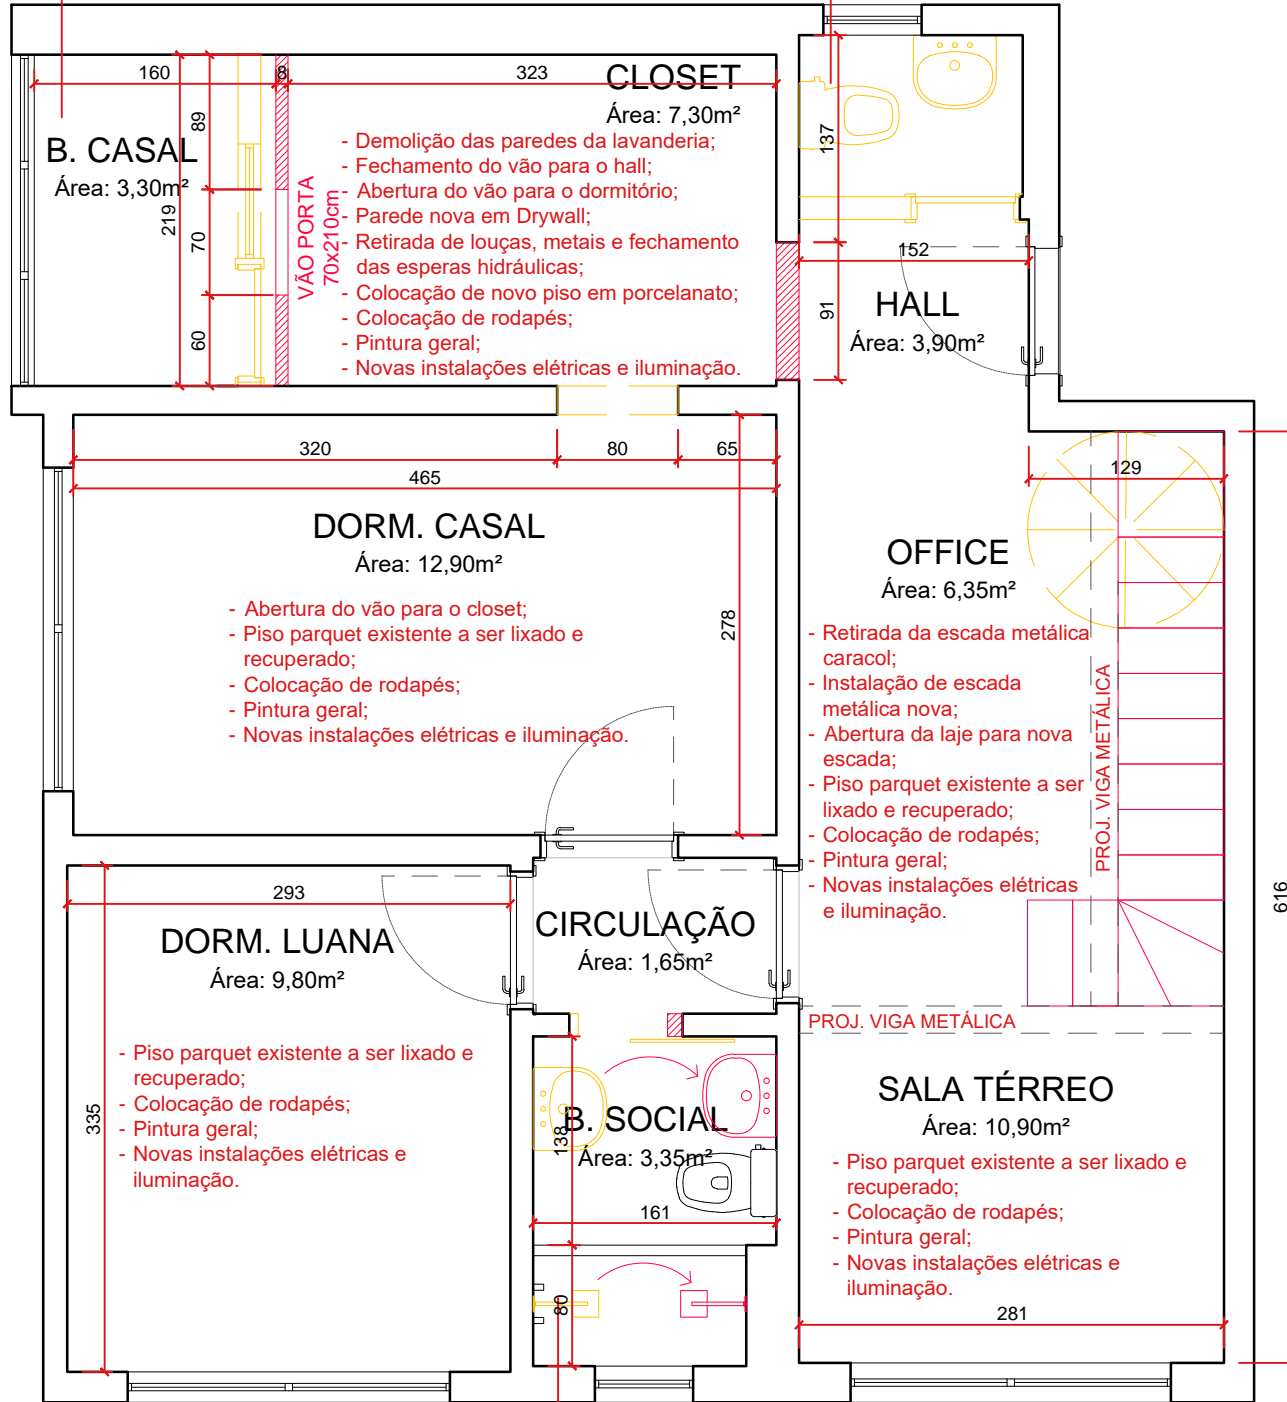 160
8
323
CLOSET
Área: 7,30m²
89
B. CASAL
Área: 3,30m²
219
70
60
VÃO PORTA
70x210cm
- Demolição das paredes da lavanderia;
- Fechamento do vão para o hall;
- Abertura do vão para o dormitório;
- Parede nova em Drywall;
- Retirada de louças, metais e fechamento
das esperas hidráulicas;
- Colocação de novo piso em porcelanato;
- Colocação de rodapés;
- Pintura geral;
- Novas instalações elétricas e iluminação.
137
152
91
HALL
Área: 3,90m²
320
80
65
465
129
DORM. CASAL
Área: 12,90m²
278
- Abertura do vão para o closet;
- Piso parquet existente a ser lixado e
recuperado;
- Colocação de rodapés;
- Pintura geral;
- Novas instalações elétricas e iluminação.
OFFICE
Área: 6,35m²
- Retirada da escada metálica
caracol;
- Instalação de escada
metálica nova;
- Abertura da laje para nova
escada;
- Piso parquet existente a ser
lixado e recuperado;
- Colocação de rodapés;
- Pintura geral;
- Novas instalações elétricas
e iluminação.
PROJ. VIGA METÁLICA
616
293
DORM. LUANA
Área: 9,80m²
335
- Piso parquet existente a ser lixado e
recuperado;
- Colocação de rodapés;
- Pintura geral;
- Novas instalações elétricas e
iluminação.
CIRCULAÇÃO
Área: 1,65m²
PROJ. VIGA METÁLICA
B. SOCIAL
Área: 3,35m²
138
161
80
SALA TÉRREO
Área: 10,90m²
- Piso parquet existente a ser lixado e
recuperado;
- Colocação de rodapés;
- Pintura geral;
- Novas instalações elétricas e
iluminação.
281